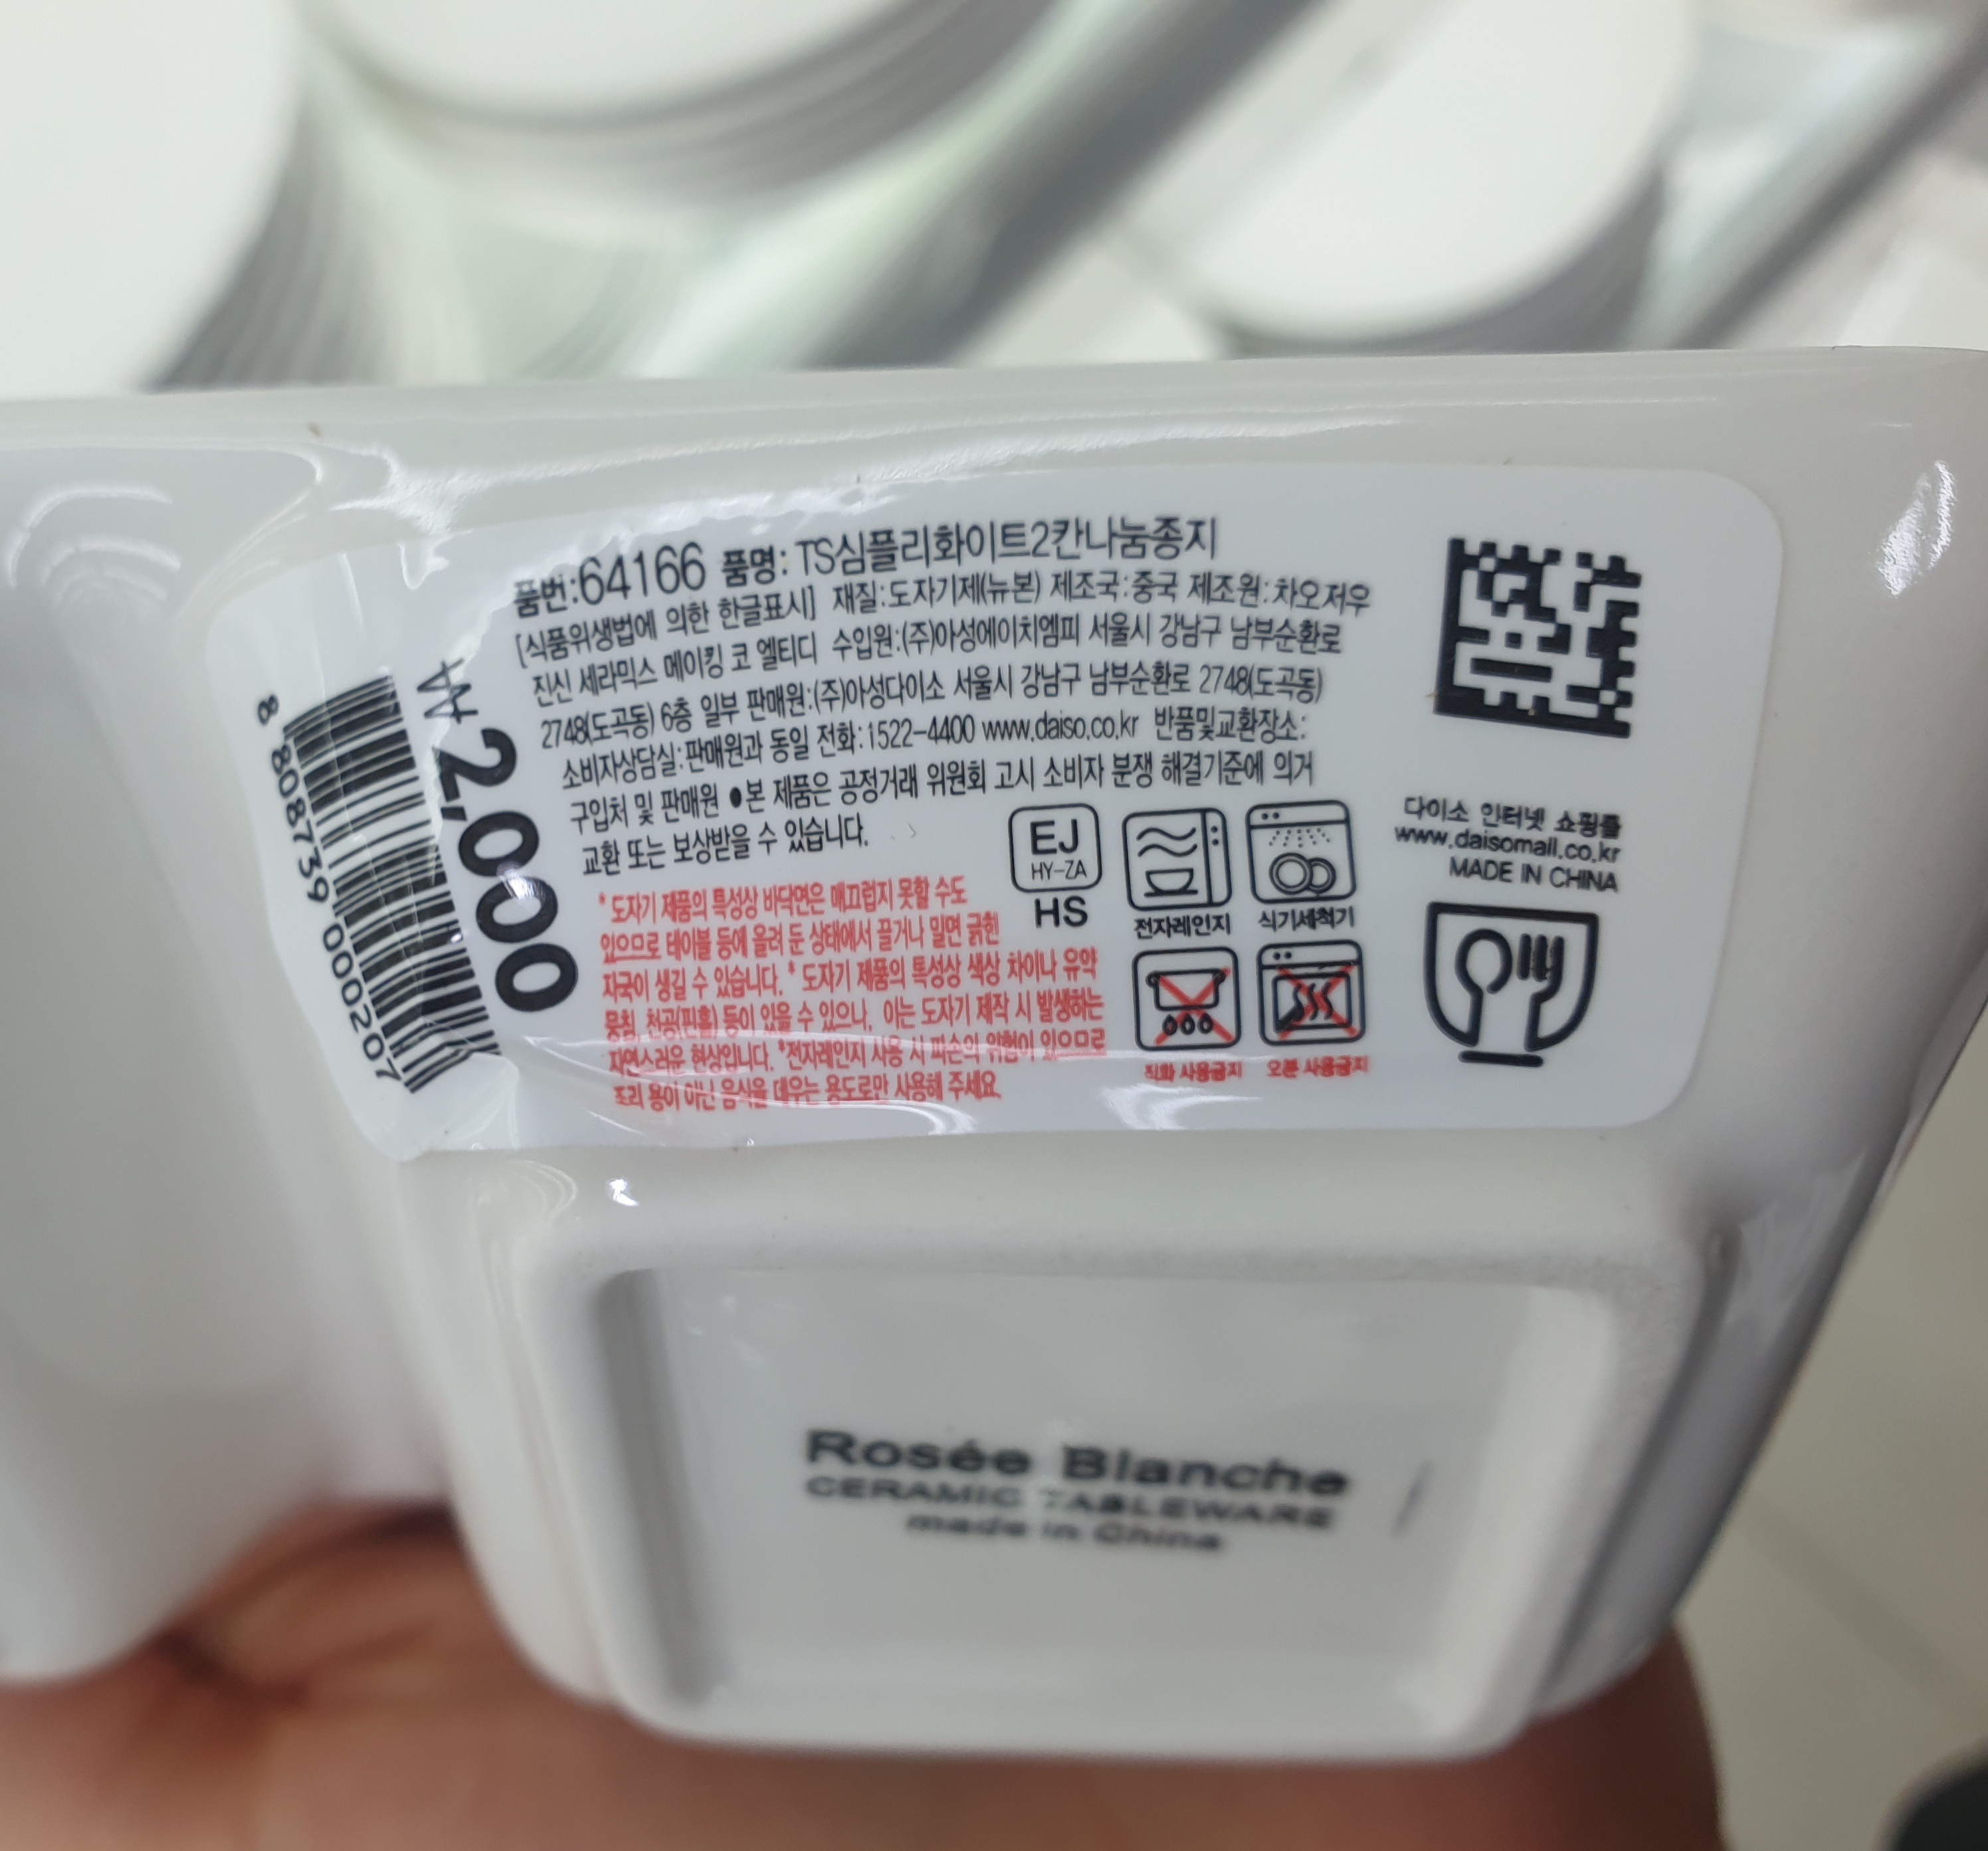 품번:64166 품명: TS심플리화이트2칸나눔종지
[식품위생법에 의한 한글표시] 재질:도자기제(뉴본) 제조국:중국 제조원:차오저우
진신 세라믹스 메이킹 코 엘티디 수입원:(주)아성에이치엠피 서울시 강남구 남부순환로
2748(도곡동) 6층 일부 판매원:(주)아성다이소 서울시 강남구 남부순환로 2748(도곡동)
소비자상담실:판매원과 동일 전화:1522-4400 www.daiso.co.kr 반품및교환장소:
구입처 및 판매원 ●본 제품은 공정거래 위원회 고시 소비자 분쟁 해결기준에 의거
교환 또는 보상받을 수 있습니다.
*도자기 제품의 특성상 바닥면은 매끄럽지 못할 수도
있으므로 테이블 등에 올려 둔 상태에서 끌거나 밀면 긁힌
자국이 생길 수 있습니다. *도자기 제품의 특성상 색상 차이나 유약
뭉침, 천공(핀홀) 등이 있을 수 있으나, 이는 도자기 제작 시 발생하는
자연스러운 현상입니다. *전자레인지 사용 시 파손의 위험이 있으므로
조리 용이 아닌 음식을 데우는 용도로만 사용해 주세요.
EJ
HY-ZA
HS
전자레인지
식기세척기
직화 사용금지
오븐 사용금지
다이소 인터넷 쇼핑몰
www.daisomall.co.kr
MADE IN CHINA
AA
2,000
8 808739 000207
Rosée Blanche
CERAMIC TABLEWARE
made in China